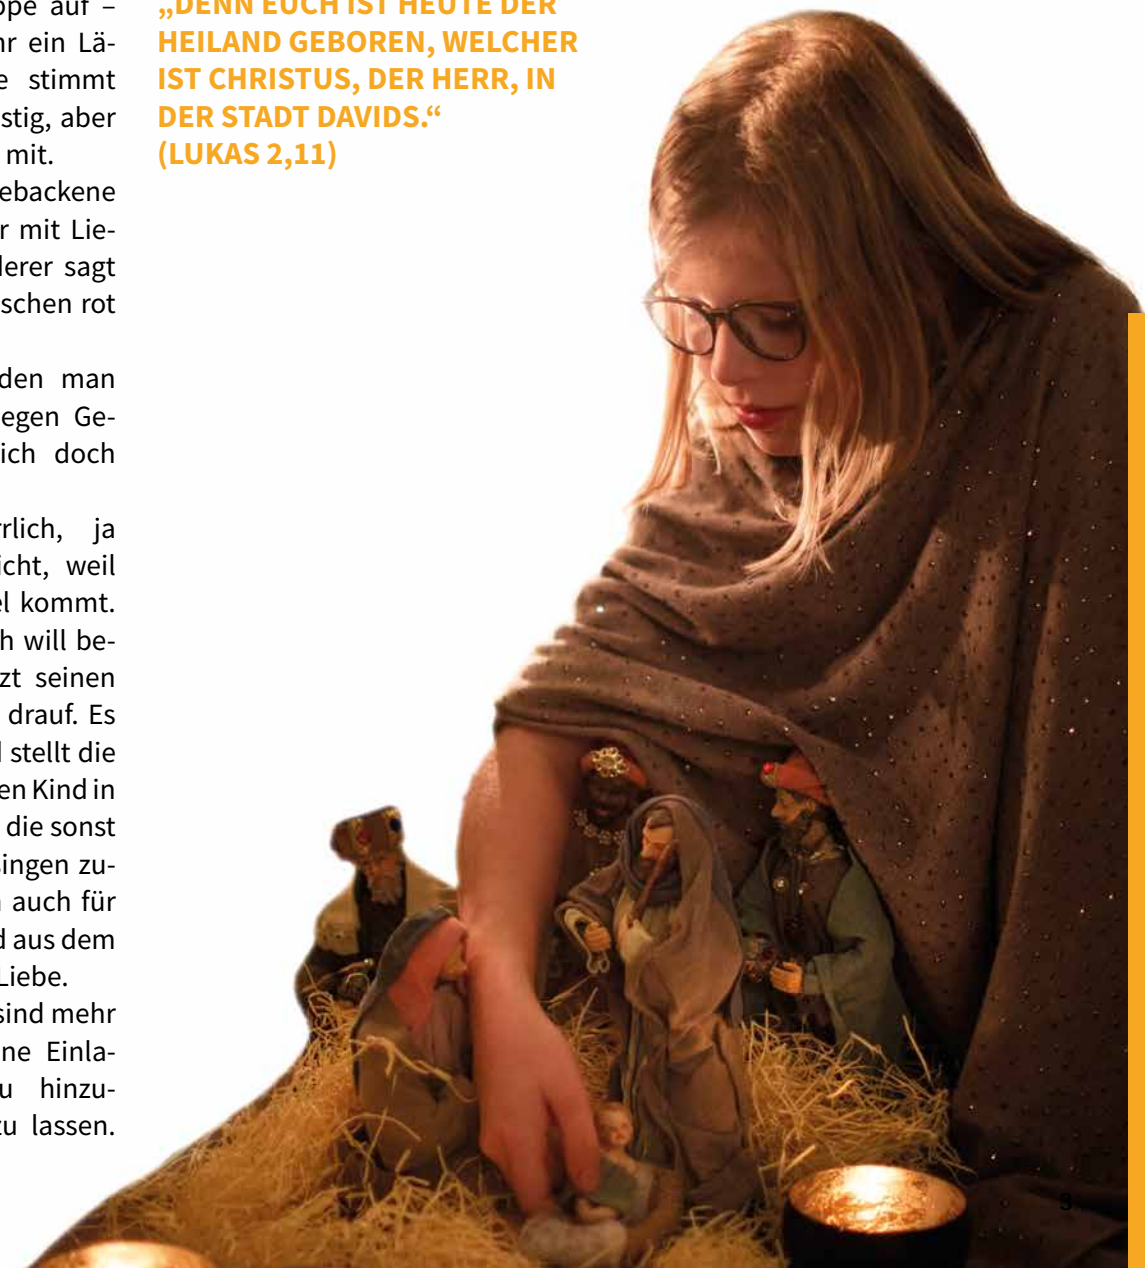 ppe auf –
hr ein Lä-
e stimmt
stig, aber
mit.
ebackene
r mit Lie-
derer sagt
schen rot
den man
egen Ge-
ich doch
rlich, ja
icht, weil
el kommt.
h will be-
zt seinen
drauf. Es
d stellt die
en Kind in
die sonst
singen zu-
n auch für
d aus dem
Liebe.
sind mehr
ne Einla-
u hinzu-
zu lassen.
„DENN EUCH IST HEUTE DER
HEILAND GEBOREN, WELCHER
IST CHRISTUS, DER HERR, IN
DER STADT DAVIDS.“
(LUKAS 2,11)
3